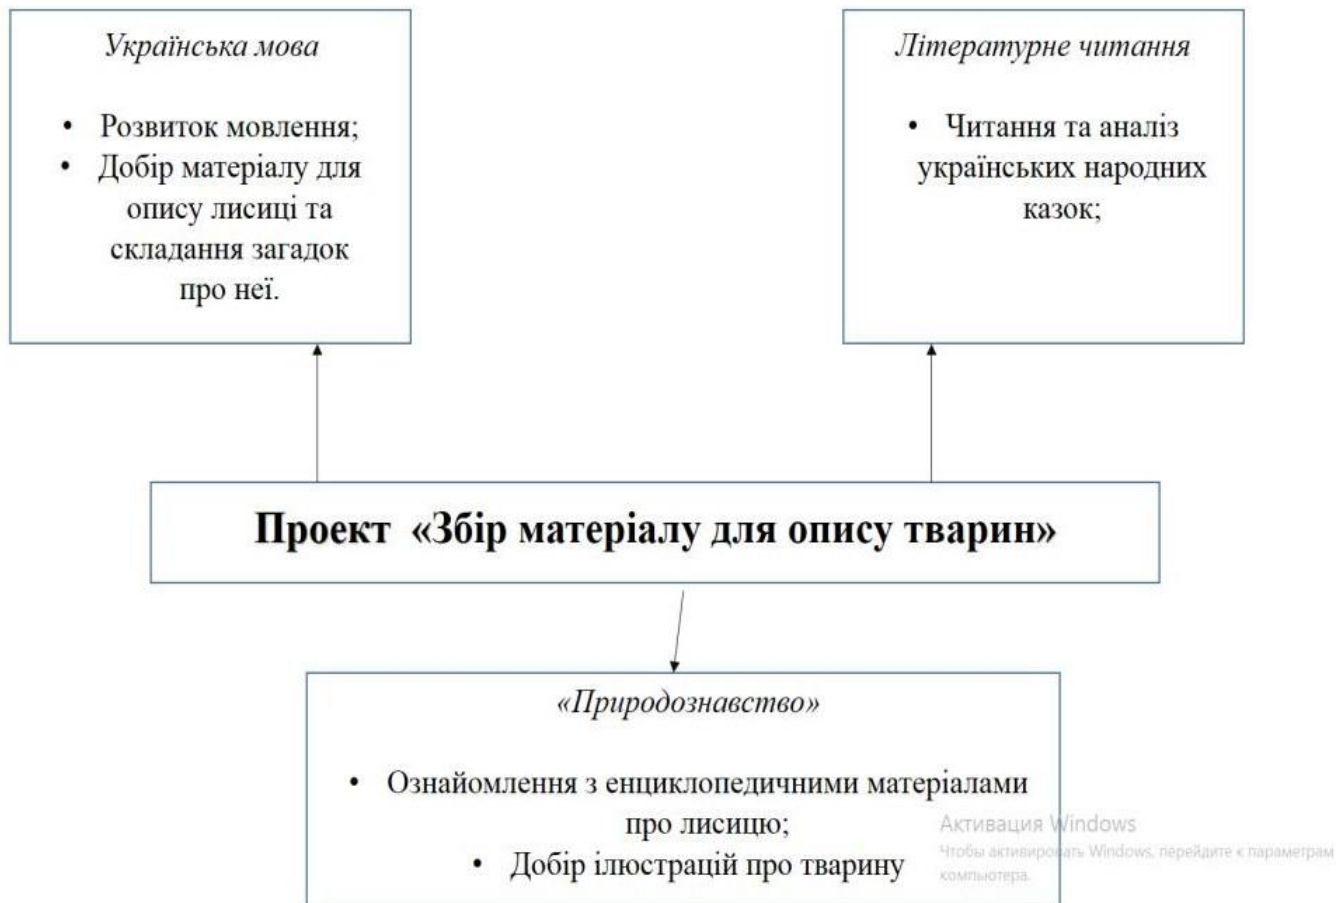 Українська мова
• Розвиток мовлення;
• Добір матеріалу для
опису лисиці та
складання загадок
про неї.
Літературне читання
• Читання та аналіз
українських народних
казок;
Проект «Збір матеріалу для опису тварин»
«Природознавство»
• Ознайомлення з енциклопедичними матеріалами
про лисицю;
• Добір ілюстрацій про тварину
Активация Windows
Чтобы активировать Windows, перейдите к параметрам
компьютера.